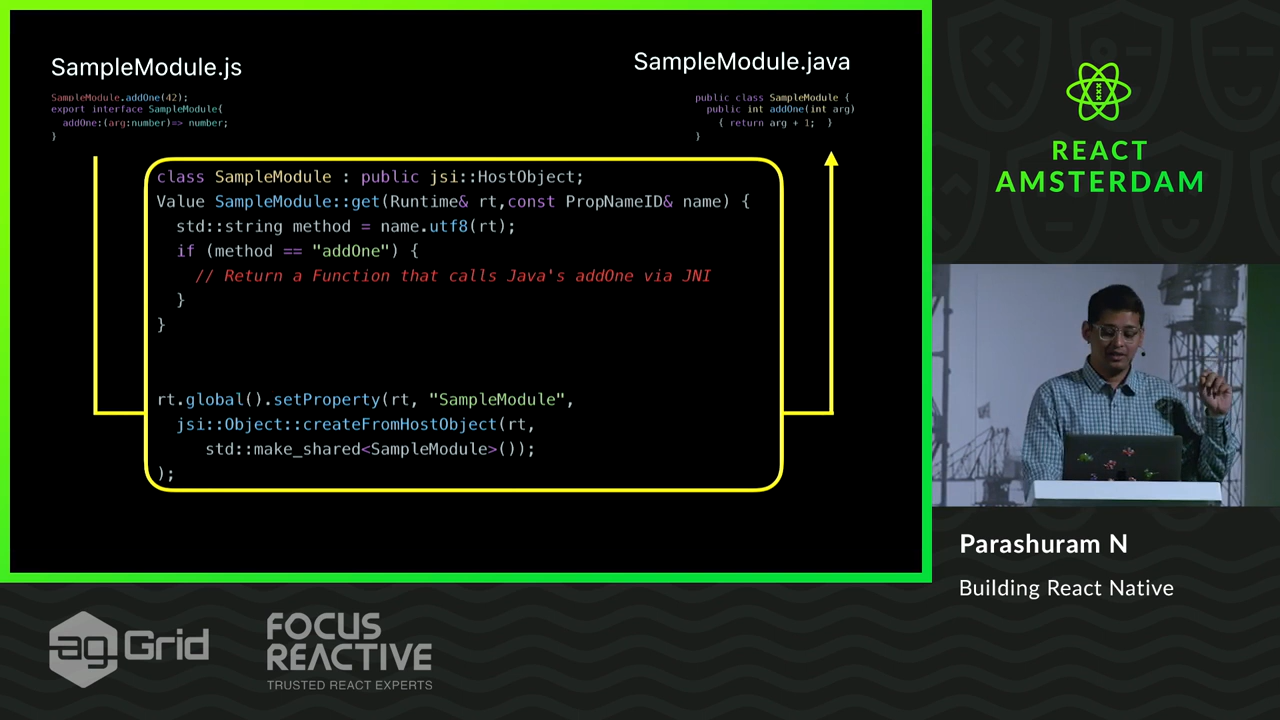 SampleModule.js
SampleModule.addOne(42);
export interface SampleModule{
addOne:(arg:number)=> number;
}
SampleModule.java
public class SampleModule {
public int addOne(int arg)
{ return arg + 1;  }
}
class SampleModule : public jsi::HostObject;
Value SampleModule::get(Runtime& rt,const PropNameID& name) {
std::string method = name.utf8(rt);
if (method == "addOne") {
// Return a Function that calls Java's addOne via JNI
}
}
rt.global().setProperty(rt, "SampleModule",
jsi::Object::createFromHostObject(rt,
std::make_shared<SampleModule>());
);
REACT
AMSTERDAM
Parashuram N
Building React Native
ag Grid
FOCUS
REACTIVE
TRUSTED REACT EXPERTS